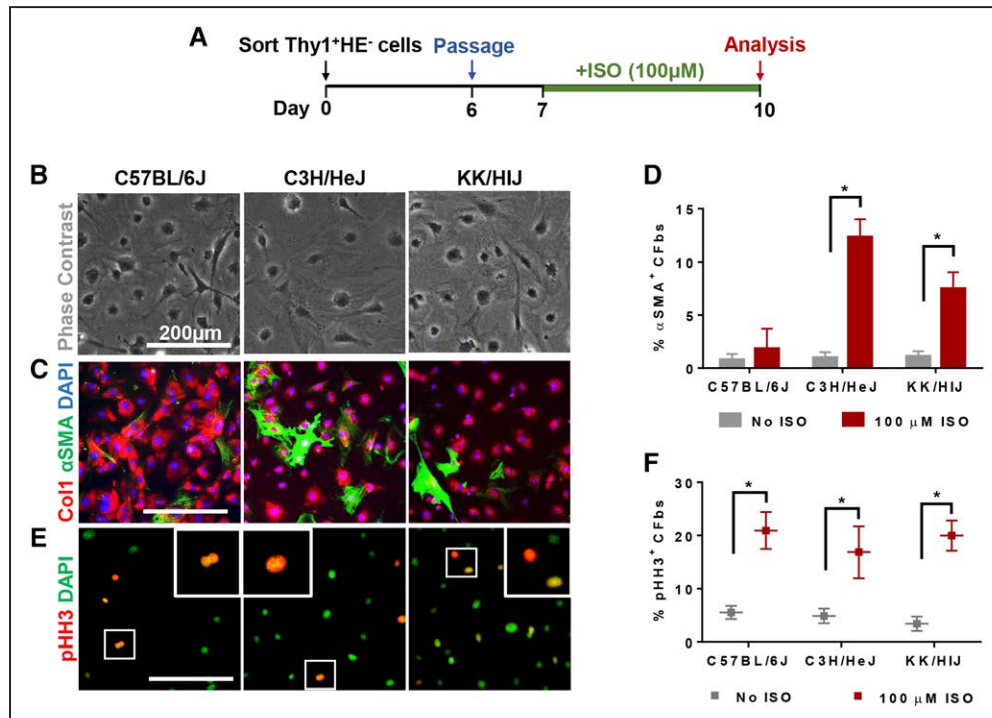 A
Sort Thy1+HE- cells Passage Analysis
+ISO (100µM)
Day 0 6 7 10
B
C57BL/6J C3H/HeJ KK/HIJ
Phase Contrast
200µm
C
Col1 αSMA DAPI
E
pHH3 DAPI
D
% αSMA+ CFbs
15
10
5
0
C57BL/6J C3H/HeJ KK/HIJ
No ISO 100 µM ISO
* *
F
% pHH3+ CFbs
30
20
10
0
* * *
C57BL/6J C3H/HeJ KK/HIJ
No ISO 100 µM ISO